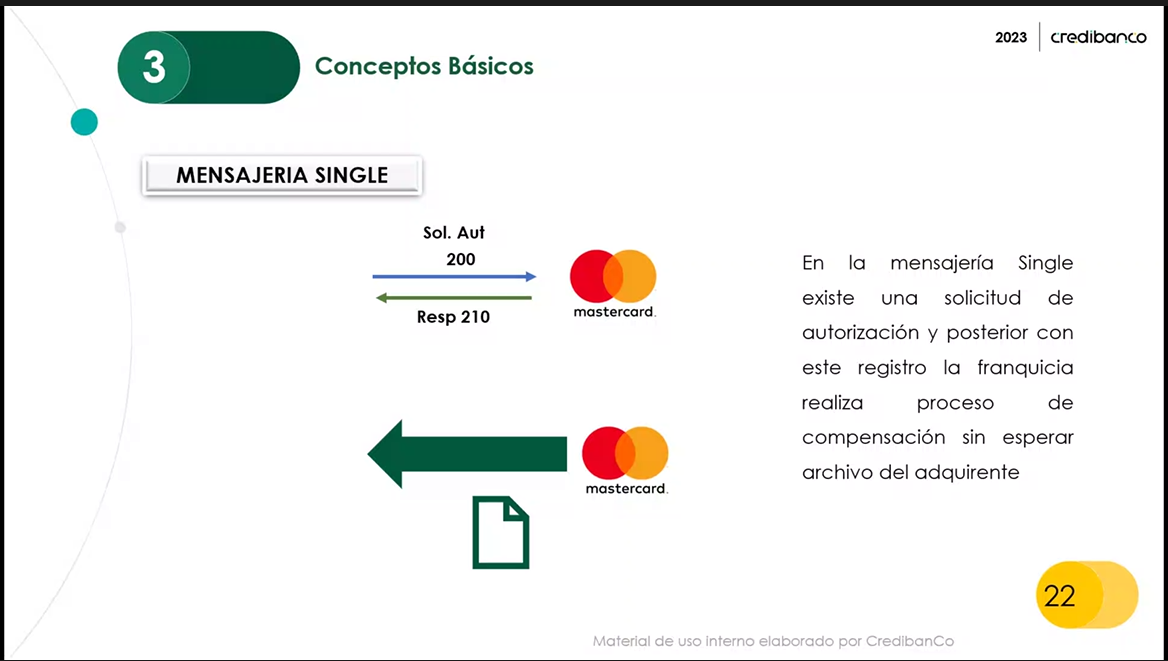 2023 credibanco
3 Conceptos Básicos
MENSAJERIA SINGLE
Sol. Aut
200
Resp 210
mastercard.
mastercard.
En la mensajería Single
existe una solicitud de
autorización y posterior con
este registro la franquicia
realiza proceso de
compensación sin esperar
archivo del adquirente
22
Material de uso interno elaborado por CredibanCo